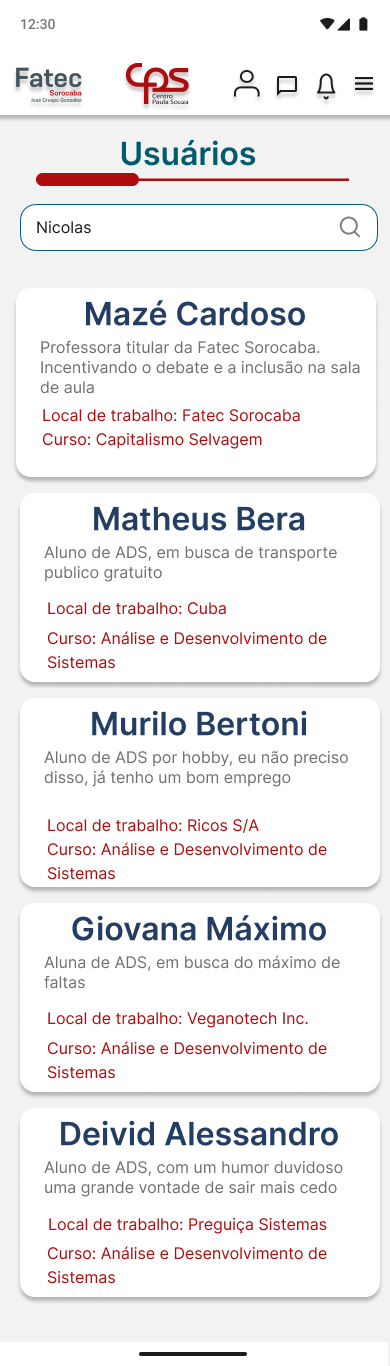 12:30
Fatec
Sorocaba
José Crespo Gonzales
CPS
Centro
Paula Souza
Usuários
Nicolas
Mazé Cardoso
Professora titular da Fatec Sorocaba.
Incentivando o debate e a inclusão na sala
de aula
Local de trabalho: Fatec Sorocaba
Curso: Capitalismo Selvagem
Matheus Bera
Aluno de ADS, em busca de transporte
publico gratuito
Local de trabalho: Cuba
Curso: Análise e Desenvolvimento de
Sistemas
Murilo Bertoni
Aluno de ADS por hobby, eu não preciso
disso, já tenho um bom emprego
Local de trabalho: Ricos S/A
Curso: Análise e Desenvolvimento de
Sistemas
Giovana Máximo
Aluna de ADS, em busca do máximo de
faltas
Local de trabalho: Veganotech Inc.
Curso: Análise e Desenvolvimento de
Sistemas
Deivid Alessandro
Aluno de ADS, com um humor duvidoso
uma grande vontade de sair mais cedo
Local de trabalho: Preguiça Sistemas
Curso: Análise e Desenvolvimento de
Sistemas